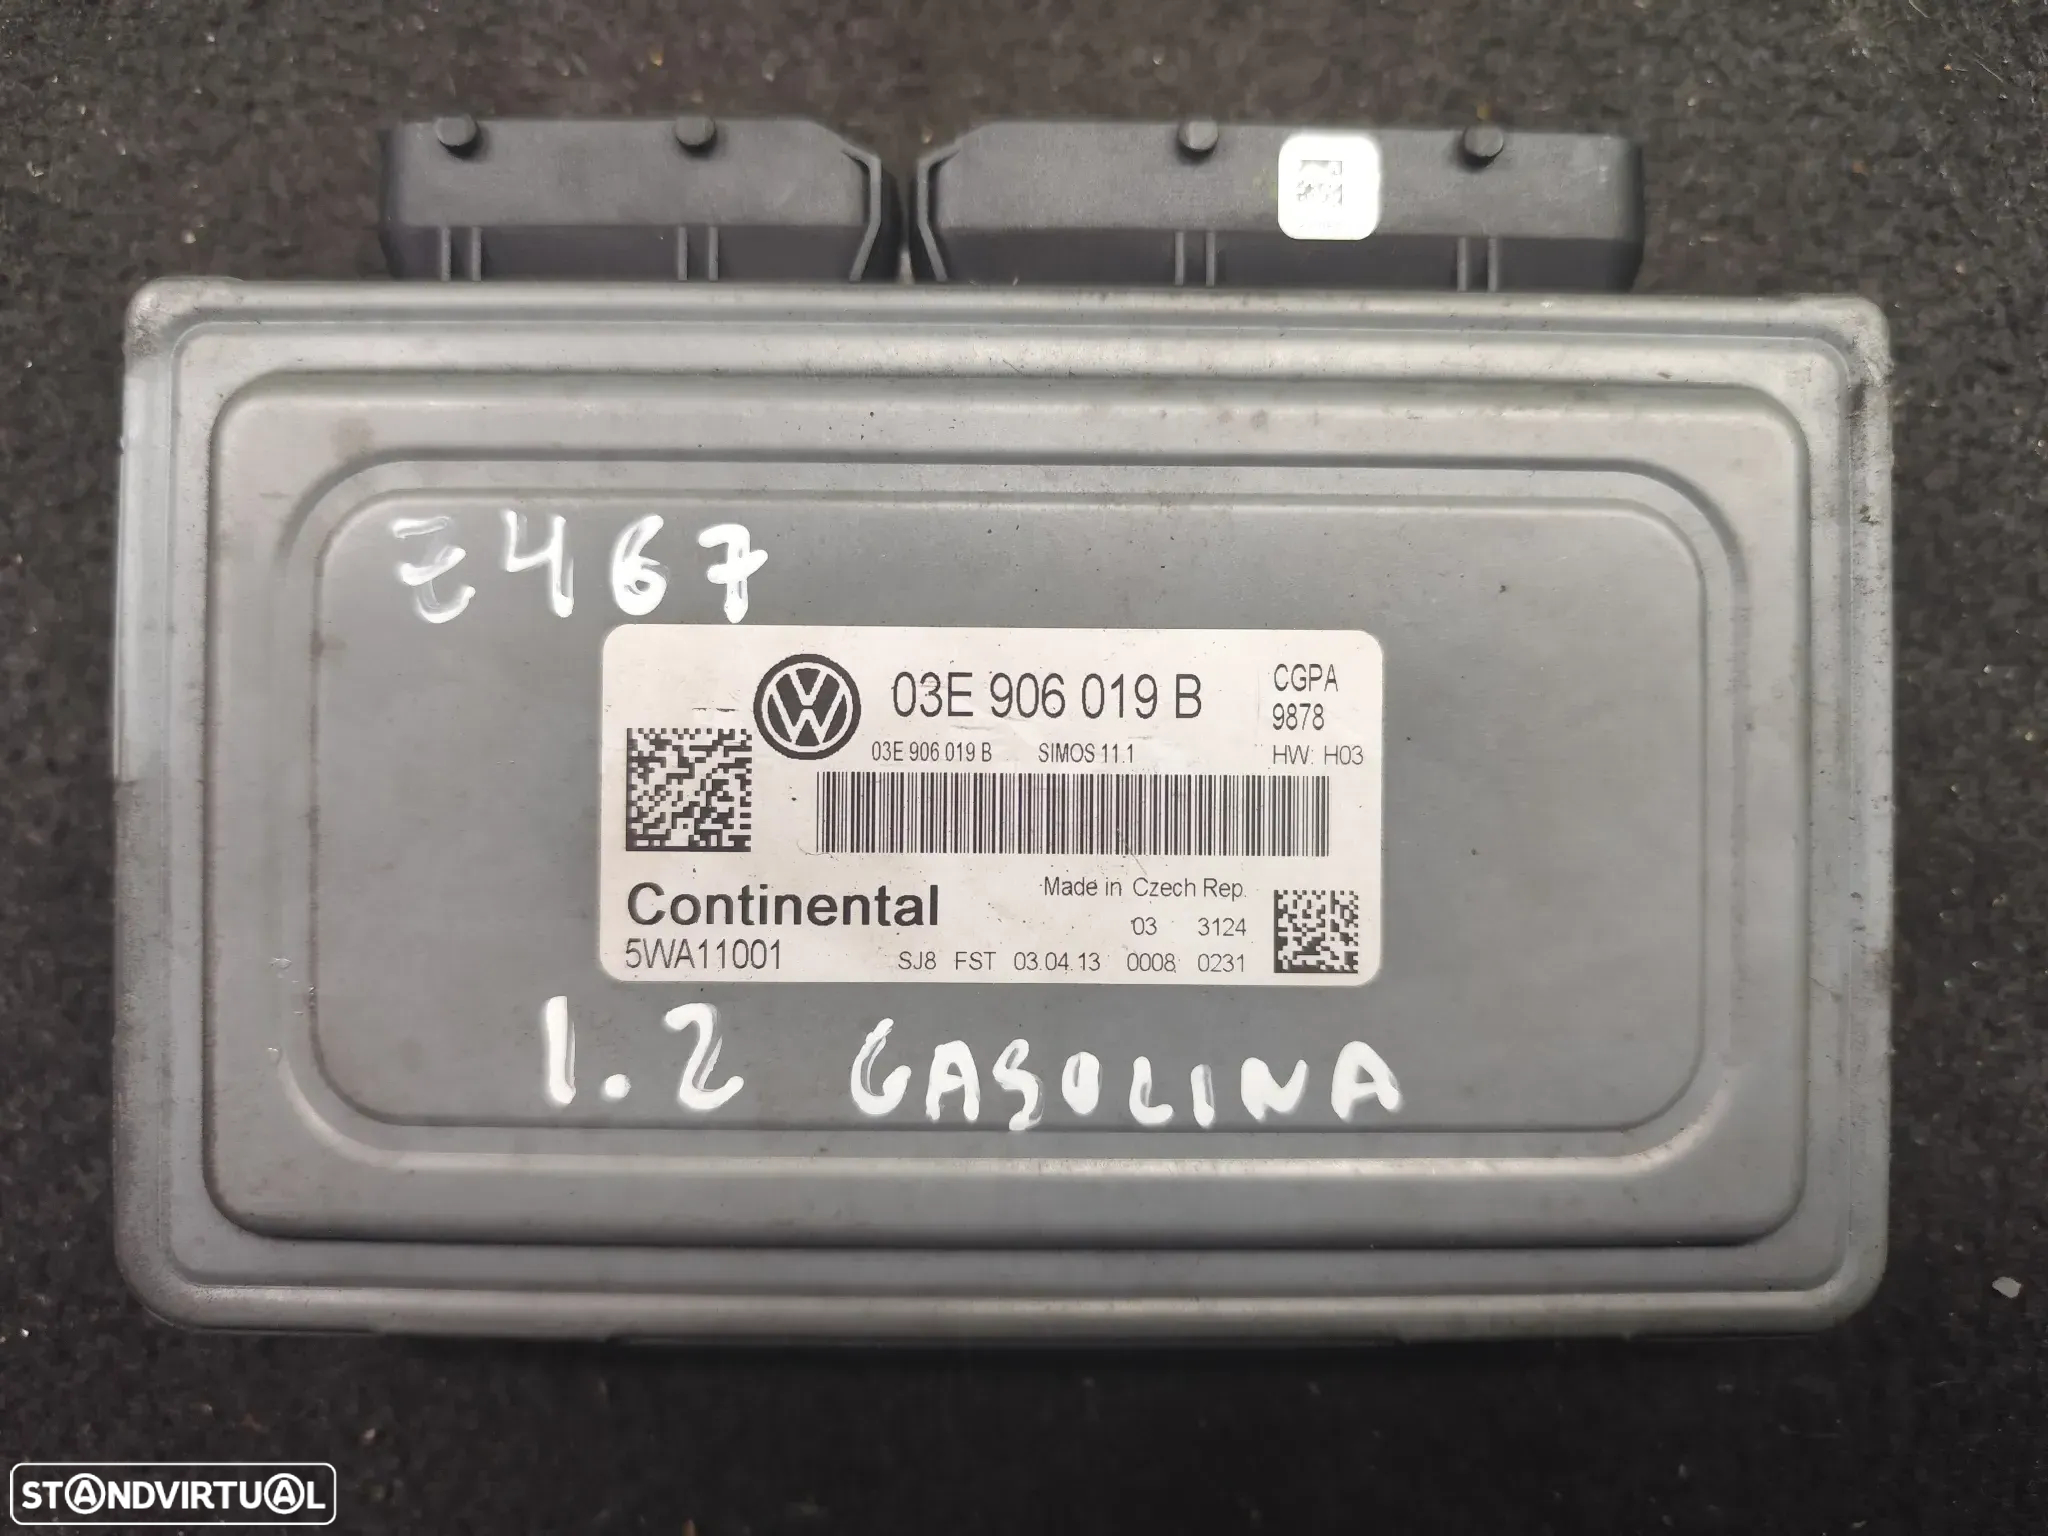 Z467
03E 906 019 B
CGPA
9878
03E 906 019 B SIMOS 11.1
HW: H03
Continental
Made in Czech Rep.
03 3124
5WA11001
SJ8 FST 03.04.13 0008 0231
1.2 GASOLINA
STANDVIRTUAL